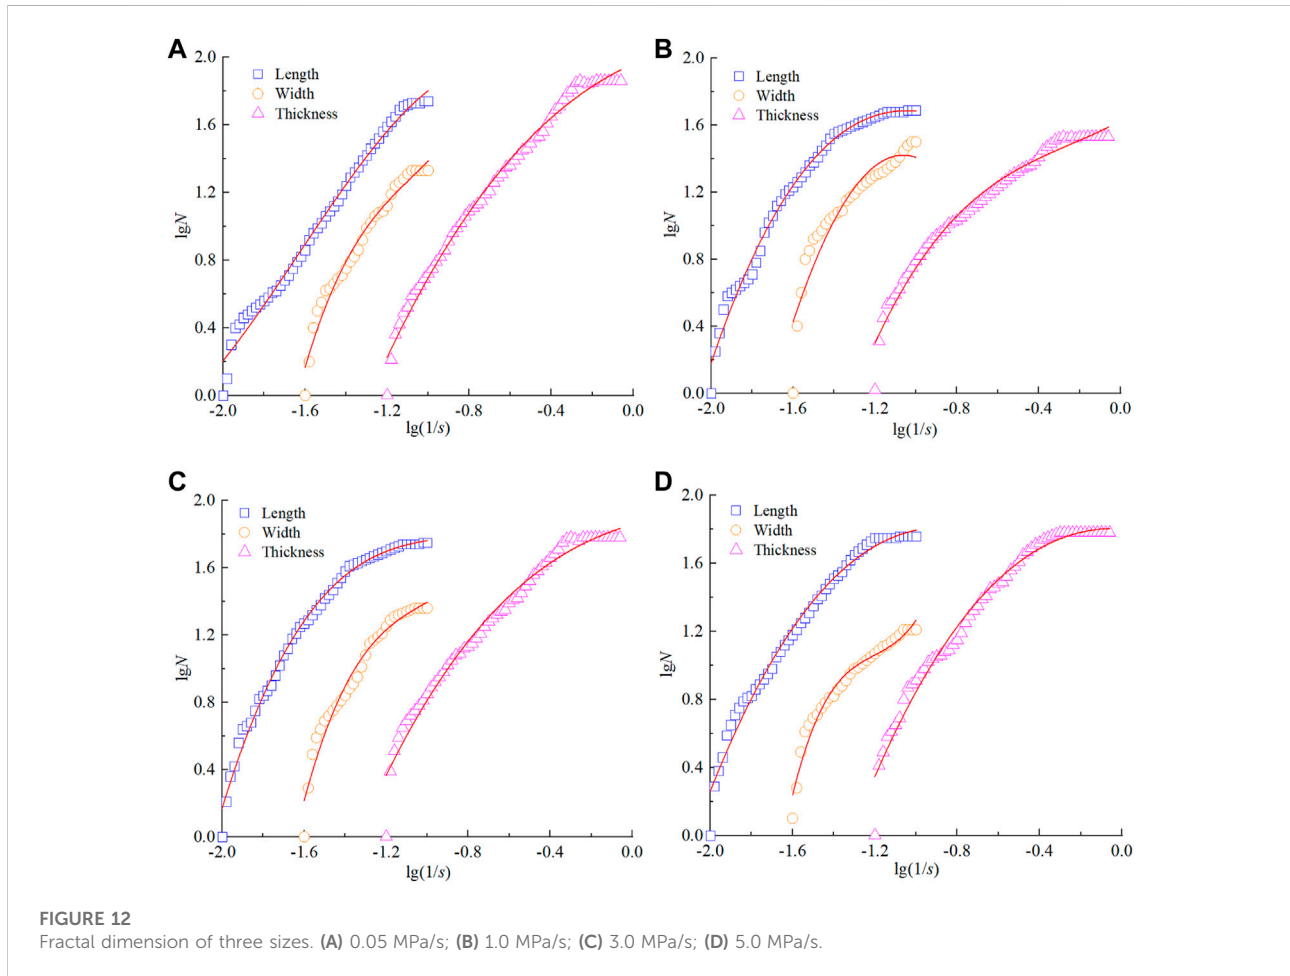 A
2.0
1.6
1.2
0.8
0.4
0.0
lgN
Length
Width
Thickness
-2.0 -1.6 -1.2 -0.8 -0.4 0.0
lg(1/s)
B
2.0
1.6
1.2
0.8
0.4
0.0
lgN
Length
Width
Thickness
-2.0 -1.6 -1.2 -0.8 -0.4 0.0
lg(1/s)
C
2.0
1.6
1.2
0.8
0.4
0.0
lgN
Length
Width
Thickness
-2.0 -1.6 -1.2 -0.8 -0.4 0.0
lg(1/s)
D
2.0
1.6
1.2
0.8
0.4
0.0
lgN
Length
Width
Thickness
-2.0 -1.6 -1.2 -0.8 -0.4 0.0
lg(1/s)
FIGURE 12
Fractal dimension of three sizes. (A) 0.05 MPa/s; (B) 1.0 MPa/s; (C) 3.0 MPa/s; (D) 5.0 MPa/s.